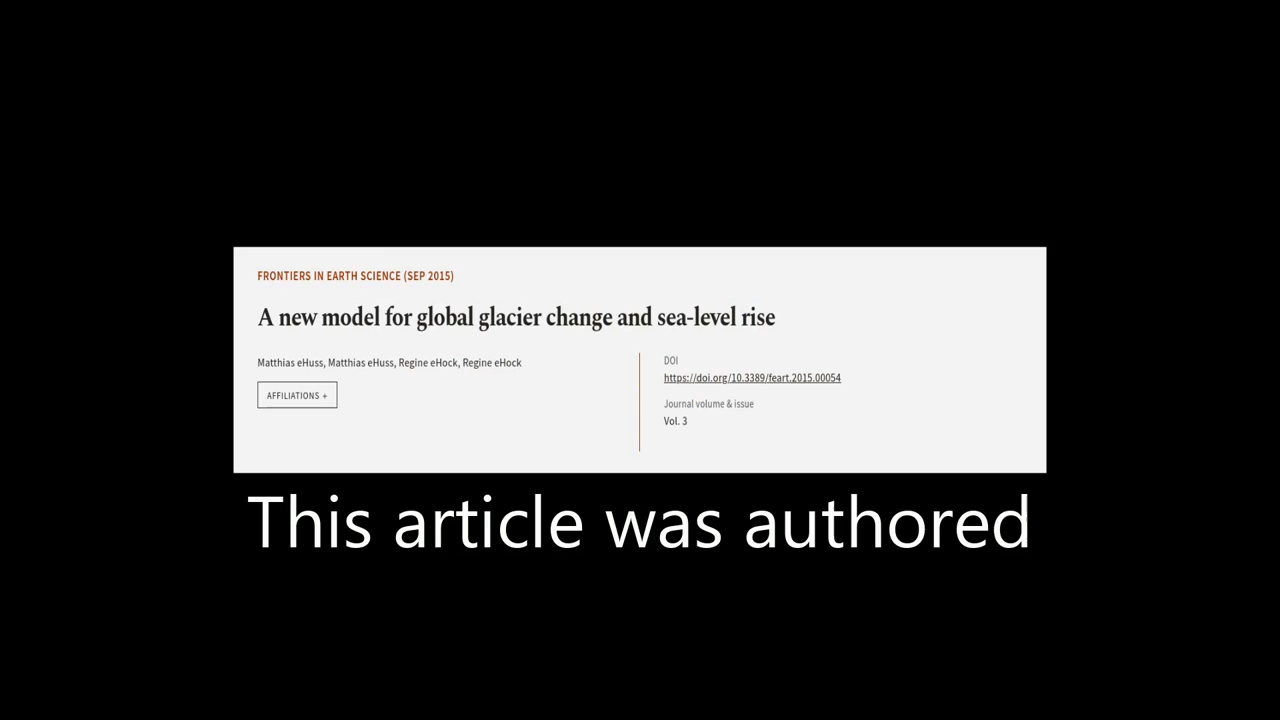 FRONTIERS IN EARTH SCIENCE (SEP 2015)
A new model for global glacier change and sea-level rise
Matthias eHuss, Matthias eHuss, Regine eHock, Regine eHock
AFFILIATIONS +
DOI
https://doi.org/10.3389/feart.2015.00054
Journal volume & issue
Vol. 3
This article was authored